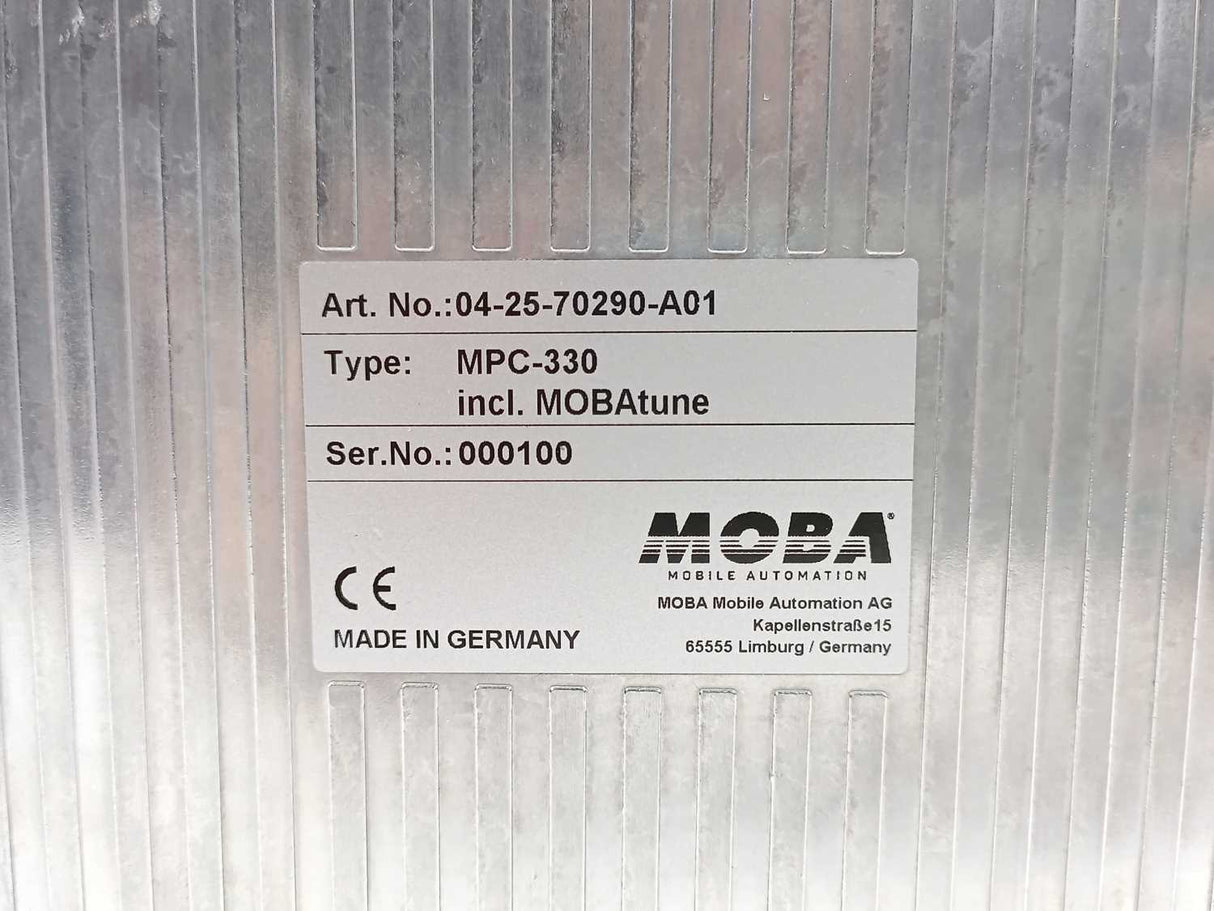 Art. No.:04-25-70290-A01
Type: MPC-330
incl. MOBAtune
Ser.No.:000100
MOBA®
MOBILE AUTOMATION
CE
MADE IN GERMANY
MOBA Mobile Automation AG
Kapellenstraße15
65555 Limburg / Germany